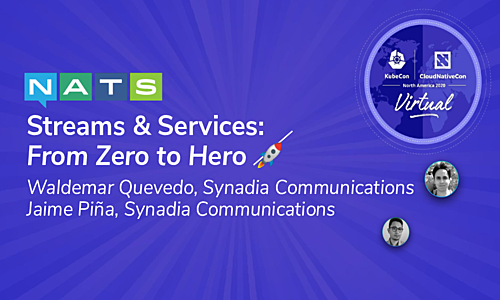 NATS
Streams & Services:
From Zero to Hero 🚀
Waldemar Quevedo, Synadia Communications
Jaime Piña, Synadia Communications
KubeCon
CloudNativeCon
North America 2020
Virtual